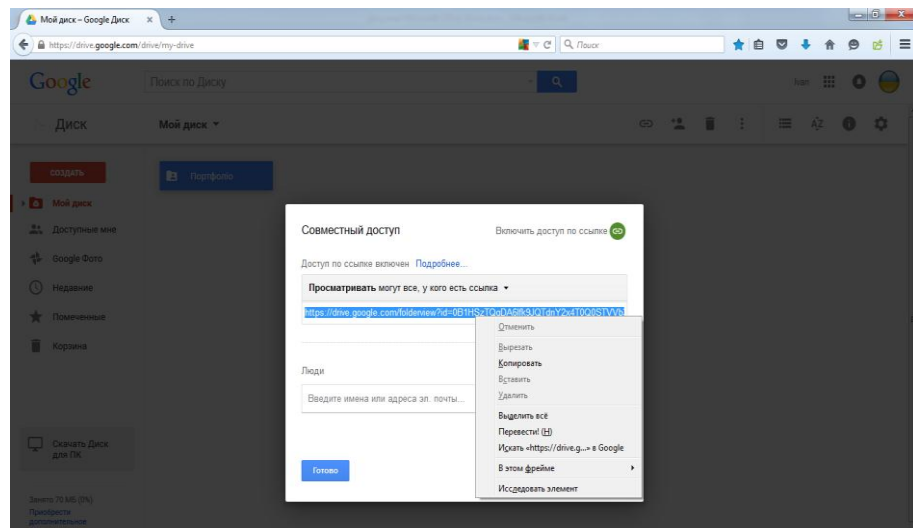 Мой диск – Google Диск
https://drive.google.com/drive/my-drive
Поиск
Google
Поиск по Диску
Диск
Мой диск
СОЗДАТЬ
Portфolio
Мой диск
Доступные мне
Google Фото
Недавние
Помеченные
Корзина
Скачать Диск
для ПК
Занято 70 МБ (0%)
Приобрести
дополнительное
Совместный доступ
Включить доступ по ссылке
Доступ по ссылке включен Подробнее...
Просматривать могут все, у кого есть ссылка
Люди
Введите имена или адреса эл. почты...
Готово
Отменить
Вырезать
Копировать
Вставить
Удалить
Выделить всё
Перевести! (H)
Искать «https://drive.g...» в Google
В этом фрейме
Исследовать элемент